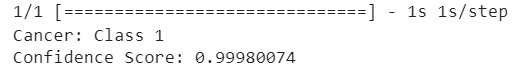 1/1 [==============================] - 1s 1s/step
Cancer: Class 1
Confidence Score: 0.99980074